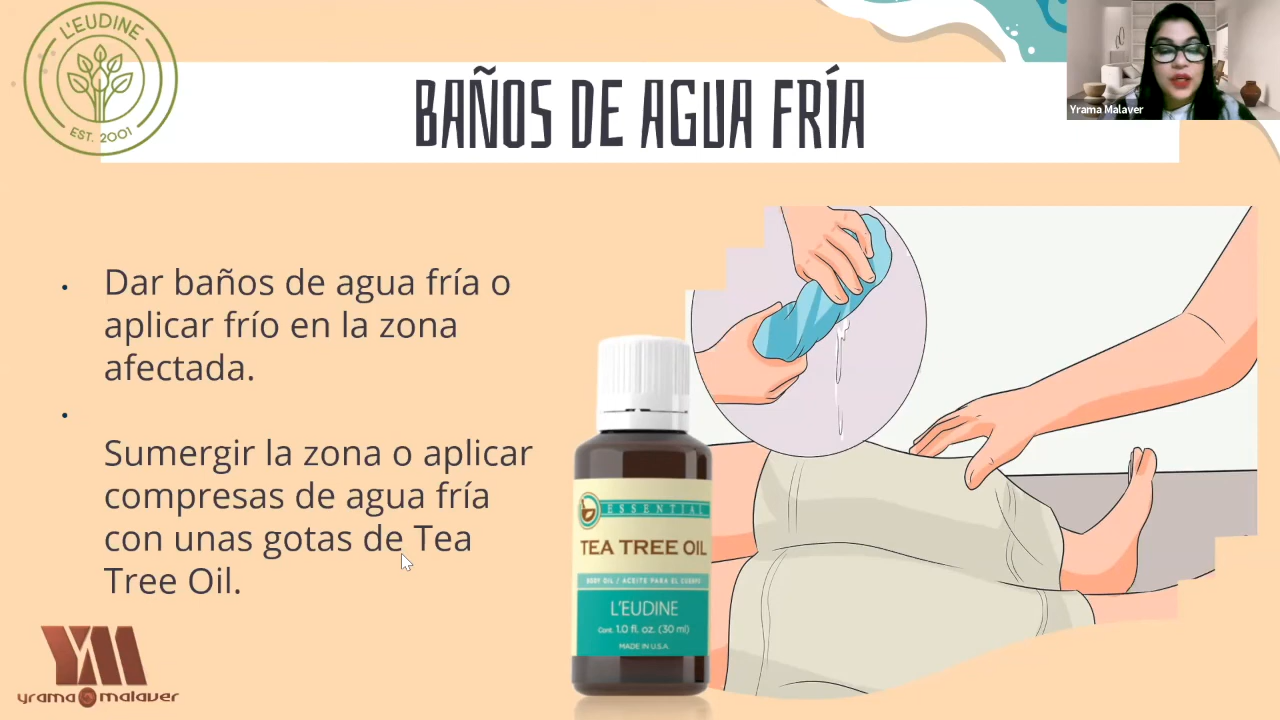 L'EUDINE
EST. 2001
BAÑOS DE AGUA FRÍA
Yrama Malaver
• Dar baños de agua fría o
aplicar frío en la zona
afectada.
•
Sumergir la zona o aplicar
compresas de agua fría
con unas gotas de Tea
Tree Oil.
ESSENTIAL
TEA TREE OIL
BODY OIL / ACEITE PARA EL CUERPO
L'EUDINE
Cont. 1.0 fl. oz. (30 ml)
MADE IN U.S.A.
YM
yrama malaver